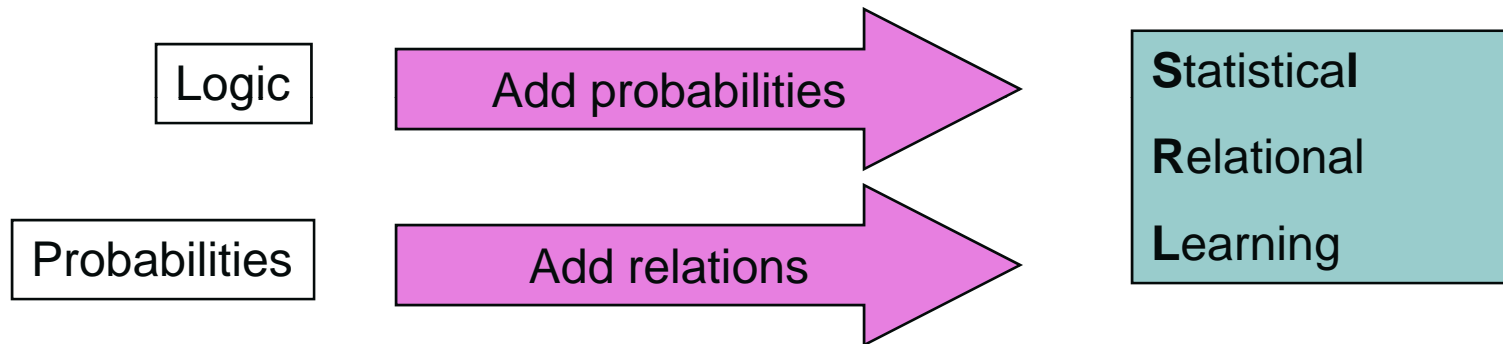 Logic
Add probabilities
Statistical
Relational
Probabilities
Add relations
Learning